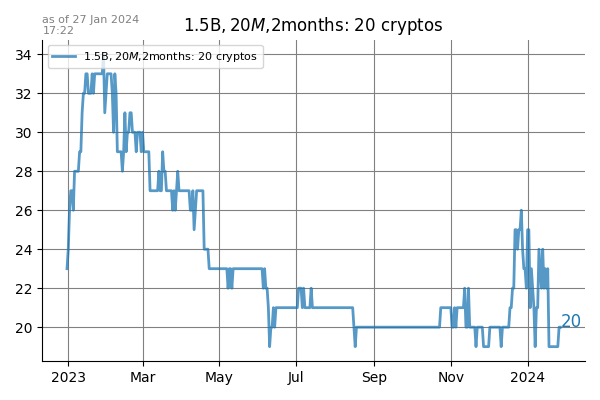 as of 27 Jan 2024
17:22
1.5B, 20M, 2months: 20 cryptos
1.5B, 20M,2months: 20 cryptos
34
32
30
28
26
24
22
20
20
2023
Mar
May
Jul
Sep
Nov
2024